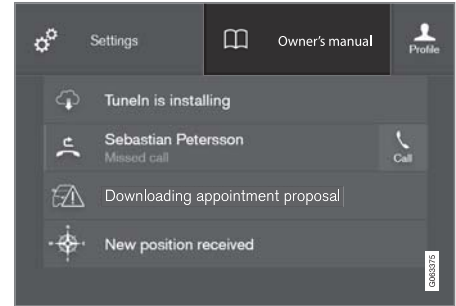 Settings
Owner's manual
Profile
TuneIn is installing
Sebastian Petersson
Missed call
Call
Downloading appointment proposal
New position received
G063375